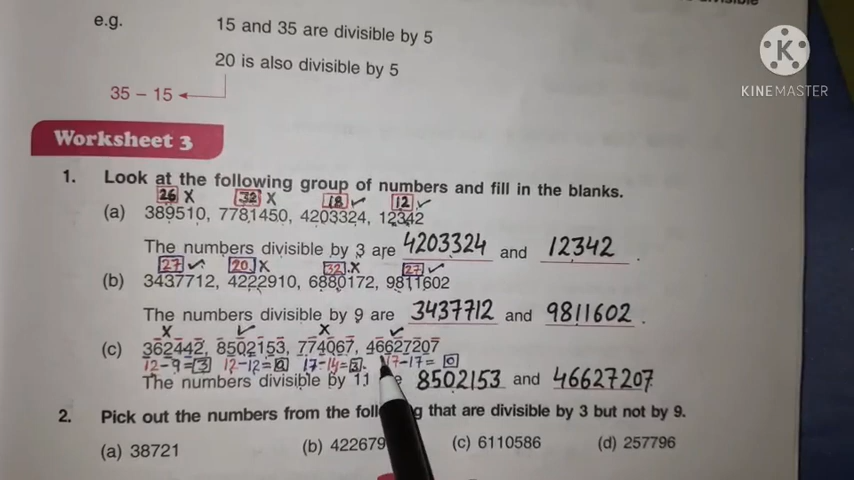 e.g.
15 and 35 are divisible by 5
20 is also divisible by 5
35 – 15
K
KINEMASTER
Worksheet 3
1. Look at the following group of numbers and fill in the blanks.
26 X 32 X 18 ✓ 12 ✓
(a) 389510, 7781450, 4203324, 12342
The numbers divisible by 3 are 4203324 and 12342 .
27 ✓ 20 X 32 X 27 ✓
(b) 3437712, 4222910, 6880172, 9811602
The numbers divisible by 9 are 3437712 and 9811602 .
X ✓ X ✓
(c) 362442, 8502153, 774067, 46627207
12-9=3 12-12=0 17-14=3 17-17=0
The numbers divisible by 11 8502153 and 46627207
2. Pick out the numbers from the following that are divisible by 3 but not by 9.
(a) 38721 (b) 422679 (c) 6110586 (d) 257796